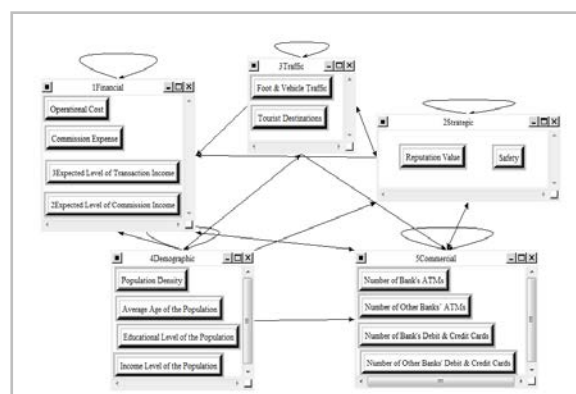 3Traffic
Foot & Vehicle Traffic
Tourist Destinations
1Financial
Operational Cost
Commission Expense
3Expected Level of Transaction Income
2Expected Level of Commission Income
2Strategic
Reputation Value
Safety
4Demographic
Population Density
Average Age of the Population
Educational Level of the Population
Income Level of the Population
5Commercial
Number of Bank's ATMs
Number of Other Banks' ATMs
Number of Bank's Debit & Credit Cards
Number of Other Banks' Debit & Credit Cards